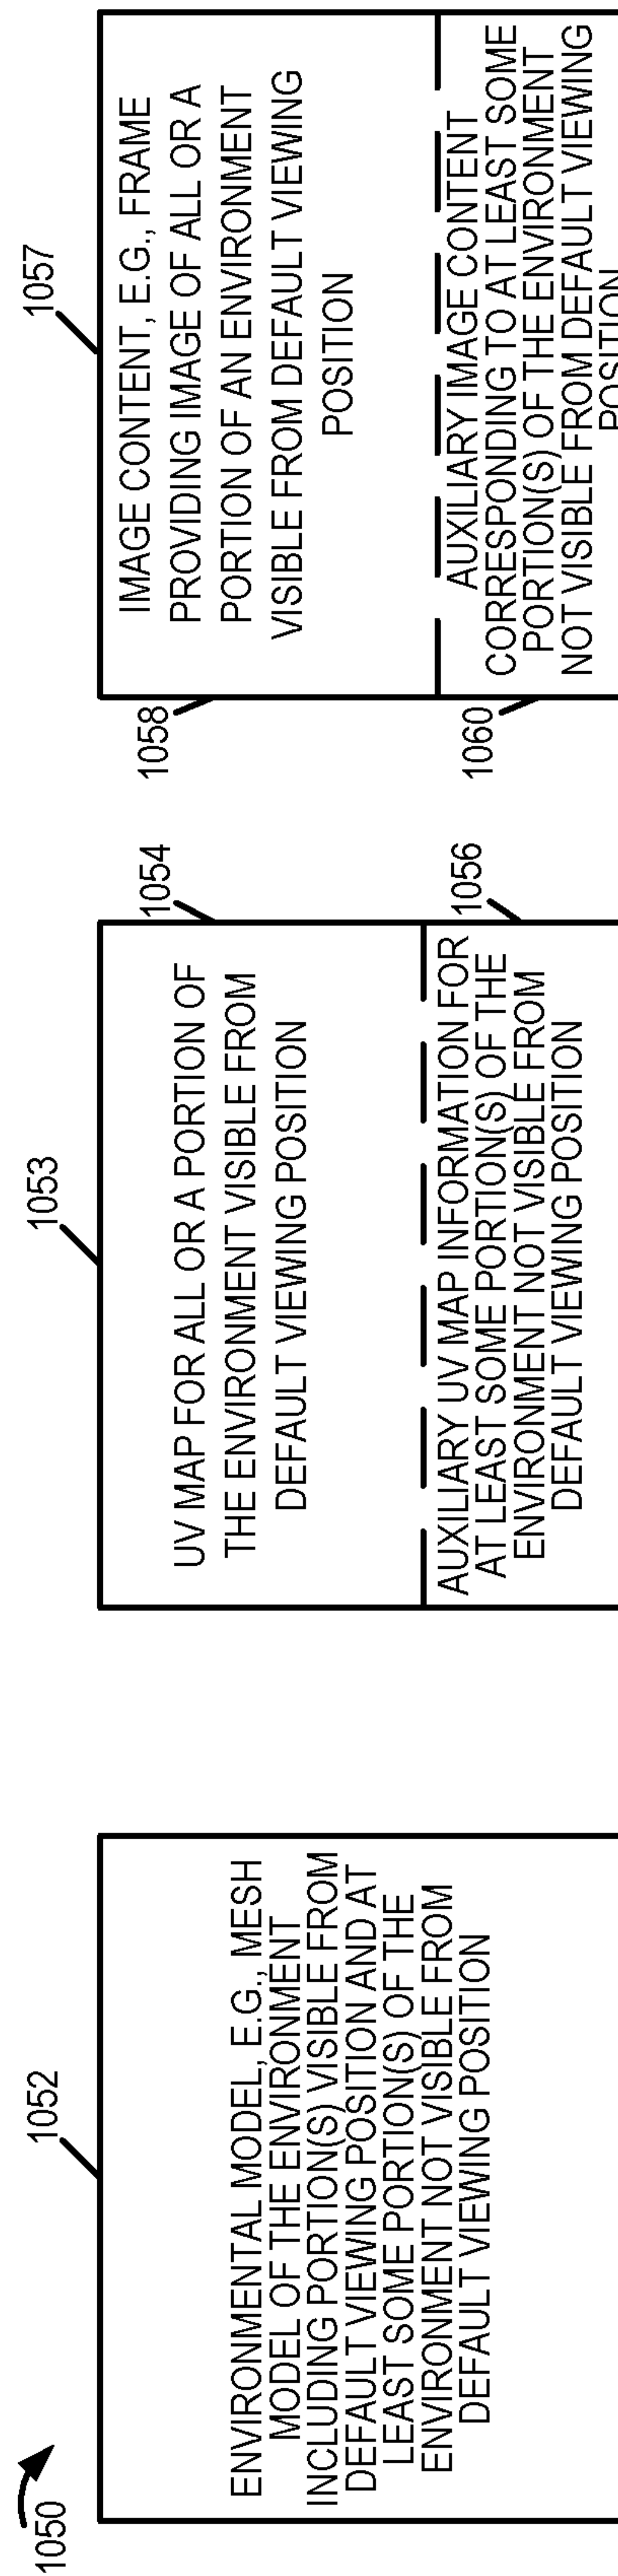 1050
1052
ENVIRONMENTAL MODEL, E.G., MESH
MODEL OF THE ENVIRONMENT
INCLUDING PORTION(S) VISIBLE FROM
DEFAULT VIEWING POSITION AND AT
LEAST SOME PORTION(S) OF THE
ENVIRONMENT NOT VISIBLE FROM
DEFAULT VIEWING POSITION
1053
1054
UV MAP FOR ALL OR A PORTION OF
THE ENVIRONMENT VISIBLE FROM
DEFAULT VIEWING POSITION
1056
AUXILIARY UV MAP INFORMATION FOR
AT LEAST SOME PORTION(S) OF THE
ENVIRONMENT NOT VISIBLE FROM
DEFAULT VIEWING POSITION
1057
1058
IMAGE CONTENT, E.G., FRAME
PROVIDING IMAGE OF ALL OR A
PORTION OF AN ENVIRONMENT
VISIBLE FROM DEFAULT VIEWING
POSITION
1060
AUXILIARY IMAGE CONTENT
CORRESPONDING TO AT LEAST SOME
PORTION(S) OF THE ENVIRONMENT
NOT VISIBLE FROM DEFAULT VIEWING
POSITION